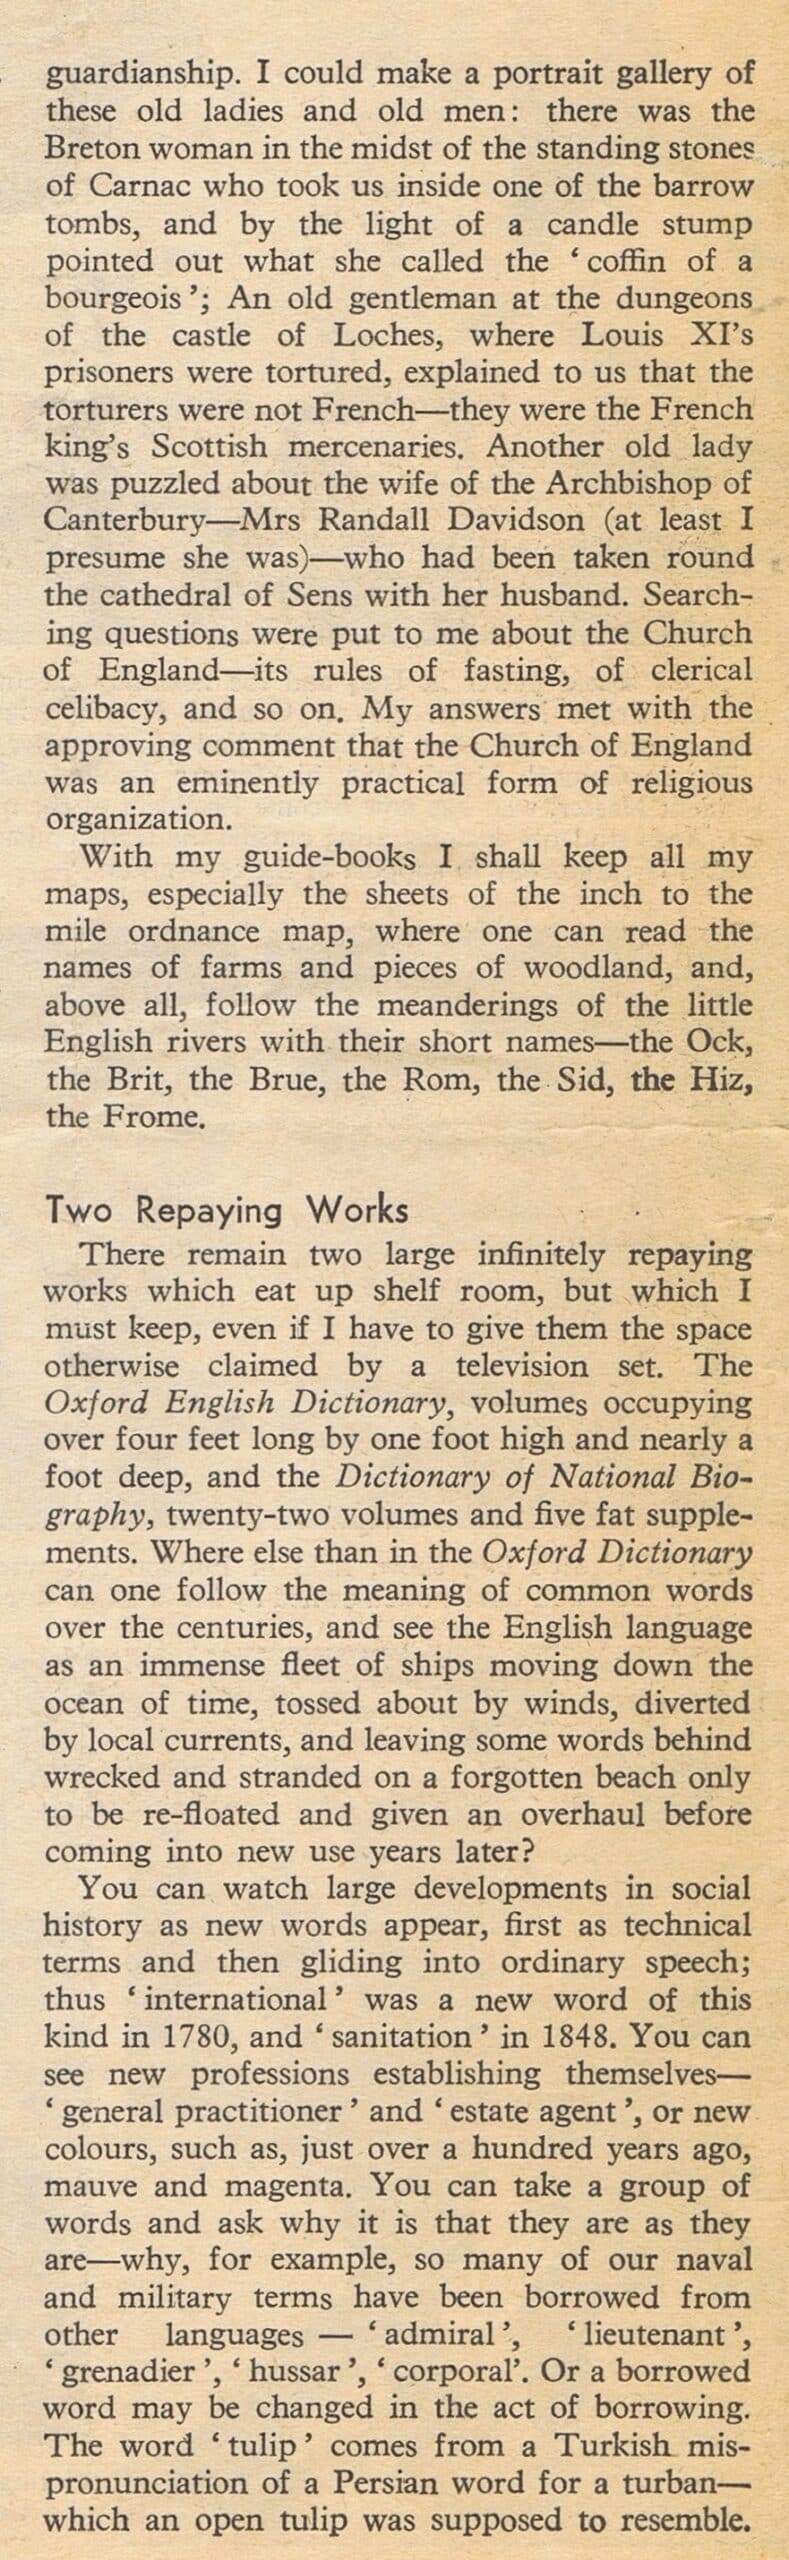 guardianship. I could make a portrait gallery of
these old ladies and old men: there was the
Breton woman in the midst of the standing stones
of Carnac who took us inside one of the barrow
tombs, and by the light of a candle stump
pointed out what she called the ‘coffin of a
bourgeois’; An old gentleman at the dungeons
of the castle of Loches, where Louis XI’s
prisoners were tortured, explained to us that the
torturers were not French—they were the French
king’s Scottish mercenaries. Another old lady
was puzzled about the wife of the Archbishop of
Canterbury—Mrs Randall Davidson (at least I
presume she was)—who had been taken round
the cathedral of Sens with her husband. Search-
ing questions were put to me about the Church
of England—its rules of fasting, of clerical
celibacy, and so on. My answers met with the
approving comment that the Church of England
was an eminently practical form of religious
organization.
With my guide-books I shall keep all my
maps, especially the sheets of the inch to the
mile ordnance map, where one can read the
names of farms and pieces of woodland, and,
above all, follow the meanderings of the little
English rivers with their short names—the Ock,
the Brit, the Brue, the Rom, the Sid, the Hiz,
the Frome.
Two Repaying Works
There remain two large infinitely repaying
works which eat up shelf room, but which I
must keep, even if I have to give them the space
otherwise claimed by a television set. The
Oxford English Dictionary, volumes occupying
over four feet long by one foot high and nearly a
foot deep, and the Dictionary of National Bio-
graphy, twenty-two volumes and five fat supple-
ments. Where else than in the Oxford Dictionary
can one follow the meaning of common words
over the centuries, and see the English language
as an immense fleet of ships moving down the
ocean of time, tossed about by winds, diverted
by local currents, and leaving some words behind
wrecked and stranded on a forgotten beach only
to be re-floated and given an overhaul before
coming into new use years later?
You can watch large developments in social
history as new words appear, first as technical
terms and then gliding into ordinary speech;
thus ‘international’ was a new word of this
kind in 1780, and ‘sanitation’ in 1848. You can
see new professions establishing themselves—
‘general practitioner’ and ‘estate agent’, or new
colours, such as, just over a hundred years ago,
mauve and magenta. You can take a group of
words and ask why it is that they are as they
are—why, for example, so many of our naval
and military terms have been borrowed from
other languages — ‘admiral’, ‘lieutenant’,
‘grenadier’, ‘hussar’, ‘corporal’. Or a borrowed
word may be changed in the act of borrowing.
The word ‘tulip’ comes from a Turkish mis-
pronunciation of a Persian word for a turban—
which an open tulip was supposed to resemble.